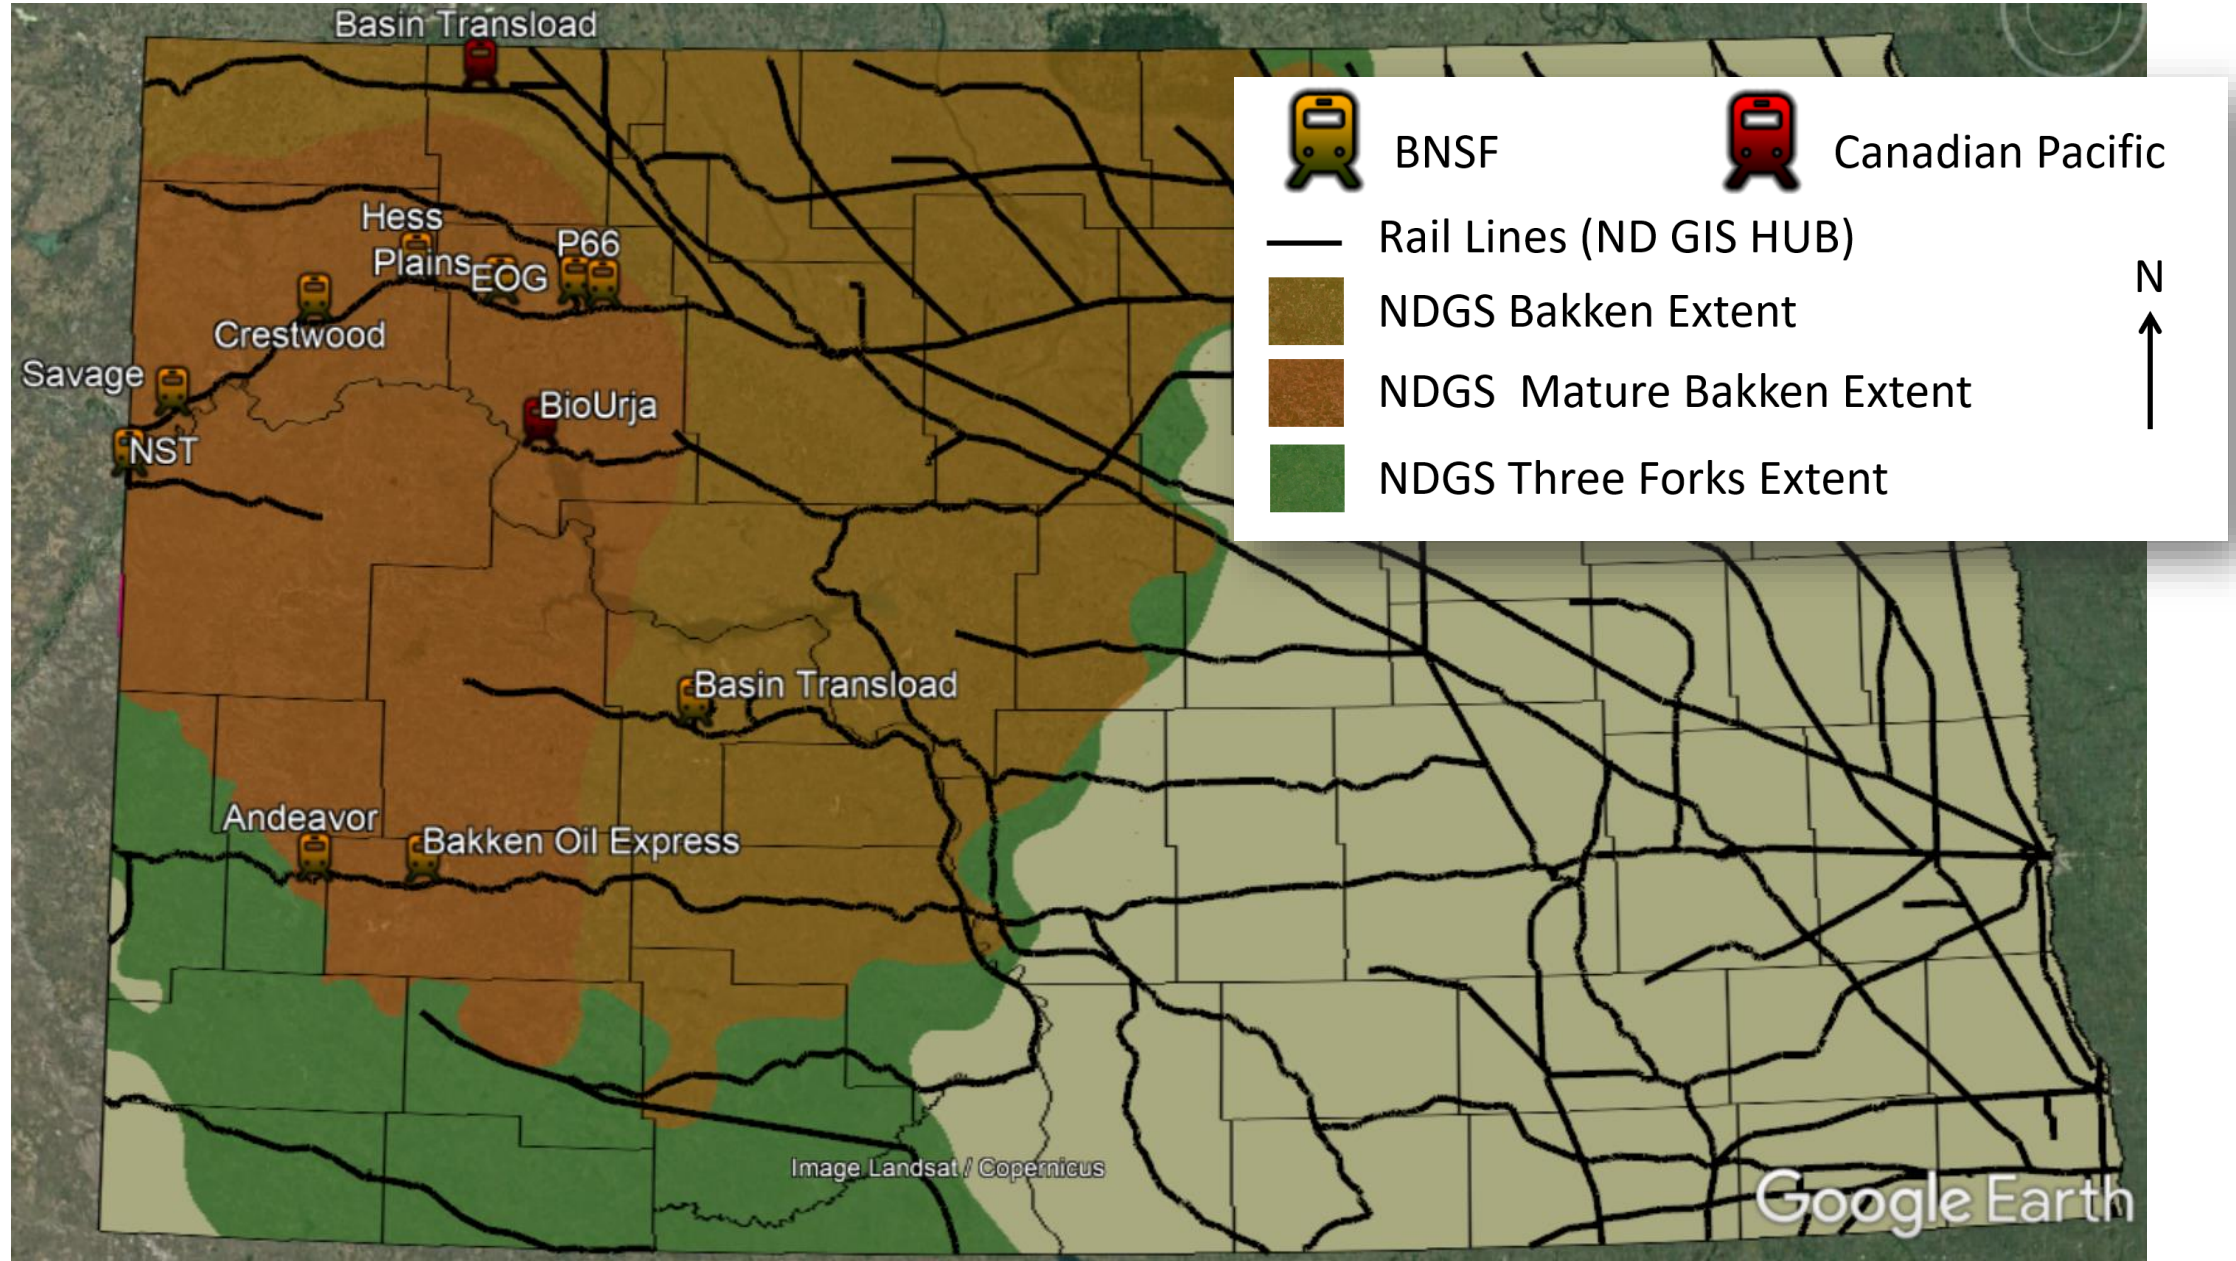 Basin Transload
BNSF
Canadian Pacific
Rail Lines (ND GIS HUB)
N
NDGS Bakken Extent
NDGS Mature Bakken Extent
NDGS Three Forks Extent
Hess
P66
Plains
EOG
Crestwood
Savage
BioUrja
NST
Basin Transload
Andeavor
Bakken Oil Express
Image Landsat / Copernicus
Google Earth